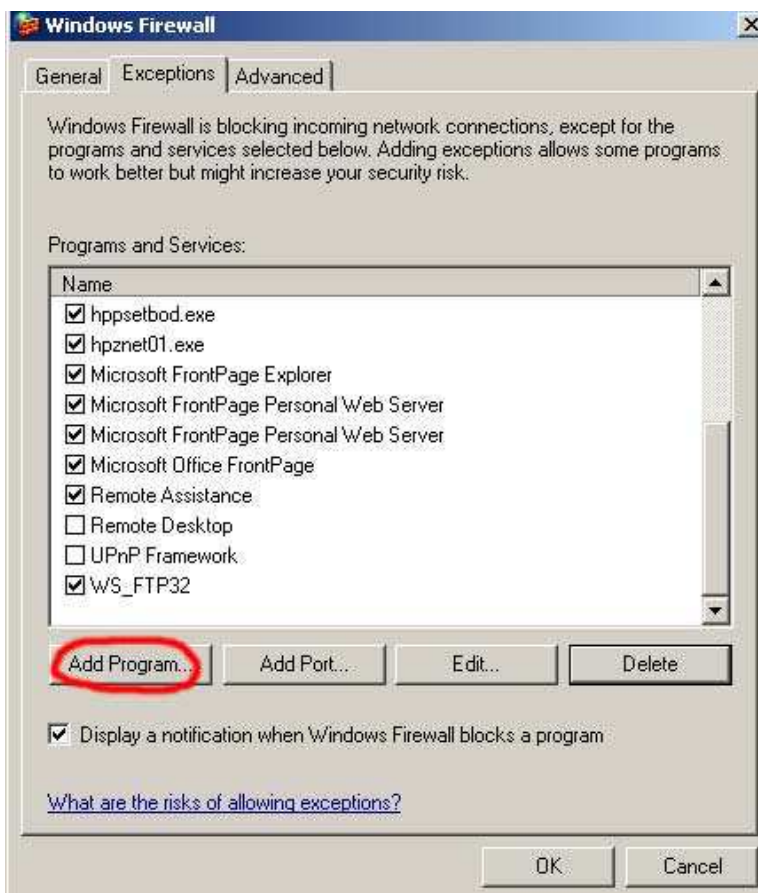 Windows Firewall
General Exceptions Advanced
Windows Firewall is blocking incoming network connections, except for the
programs and services selected below. Adding exceptions allows some programs
to work better but might increase your security risk.
Programs and Services:
Name
hppsetbod.exe
hpznet01.exe
Microsoft FrontPage Explorer
Microsoft FrontPage Personal Web Server
Microsoft FrontPage Personal Web Server
Microsoft Office FrontPage
Remote Assistance
Remote Desktop
UPnP Framework
WS_FTP32
Add Program... Add Port... Edit... Delete
Display a notification when Windows Firewall blocks a program
What are the risks of allowing exceptions?
OK Cancel